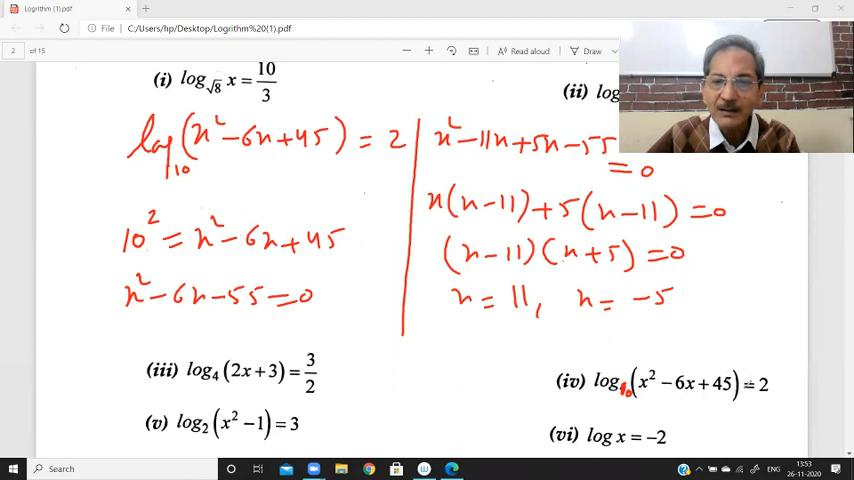 Logrithm (1).pdf
File | C:/Users/hp/Desktop/Logrithm%20(1).pdf
2 of 15
Read aloud
Draw
(i) log√8 x = 10/3
(ii) log
log10 (x² − 6x + 45) = 2
10² = x² − 6x + 45
x² − 6x − 55 = 0
x² − 11x + 5x − 55 = 0
x(x − 11) + 5(x − 11) = 0
(x − 11)(x + 5) = 0
x = 11, x = −5
(iii) log4 (2x + 3) = 3/2
(iv) log10 (x² − 6x + 45) = 2
(v) log2 (x² − 1) = 3
(vi) log x = −2
Search
ENG
13:53
26-11-2020